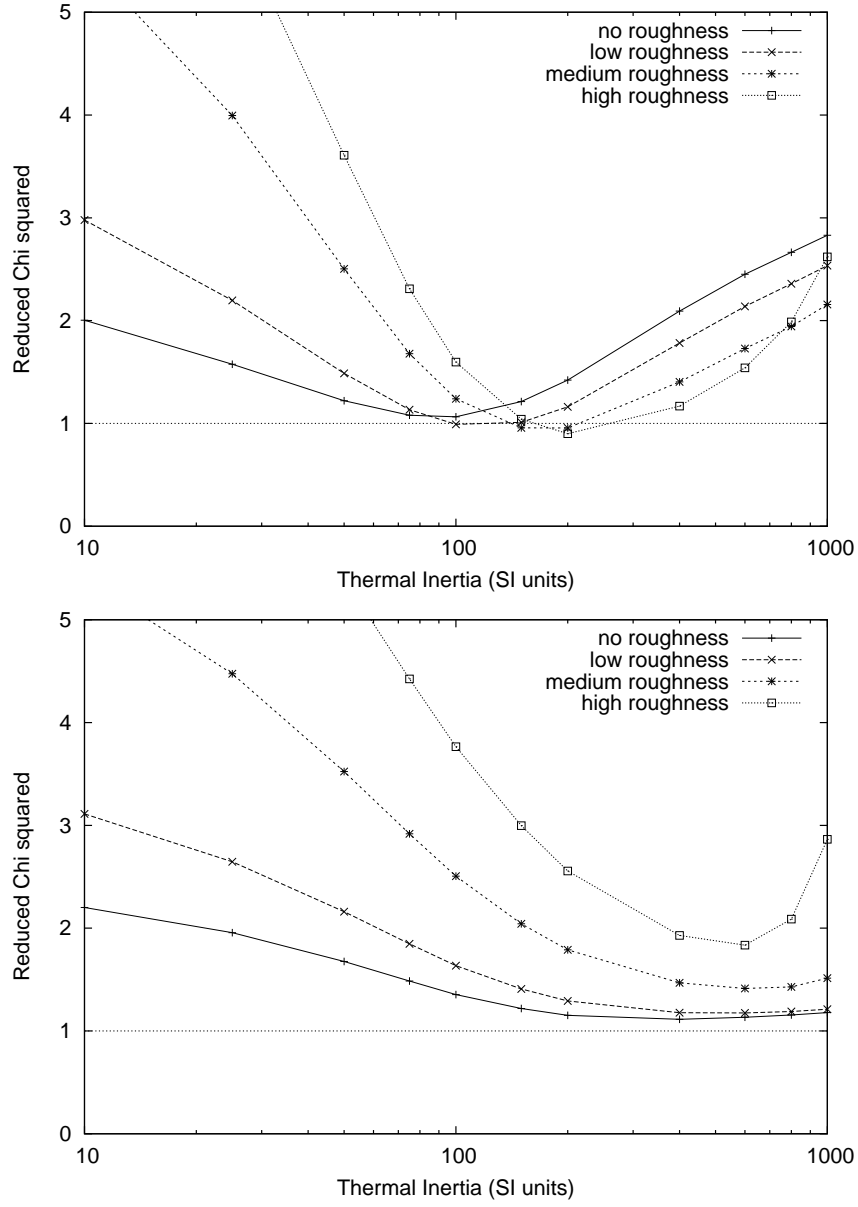 5
4
3
2
1
0
Reduced Chi squared
no roughness
low roughness
medium roughness
high roughness
10
100
1000
Thermal Inertia (SI units)
5
4
3
2
1
0
Reduced Chi squared
no roughness
low roughness
medium roughness
high roughness
10
100
1000
Thermal Inertia (SI units)